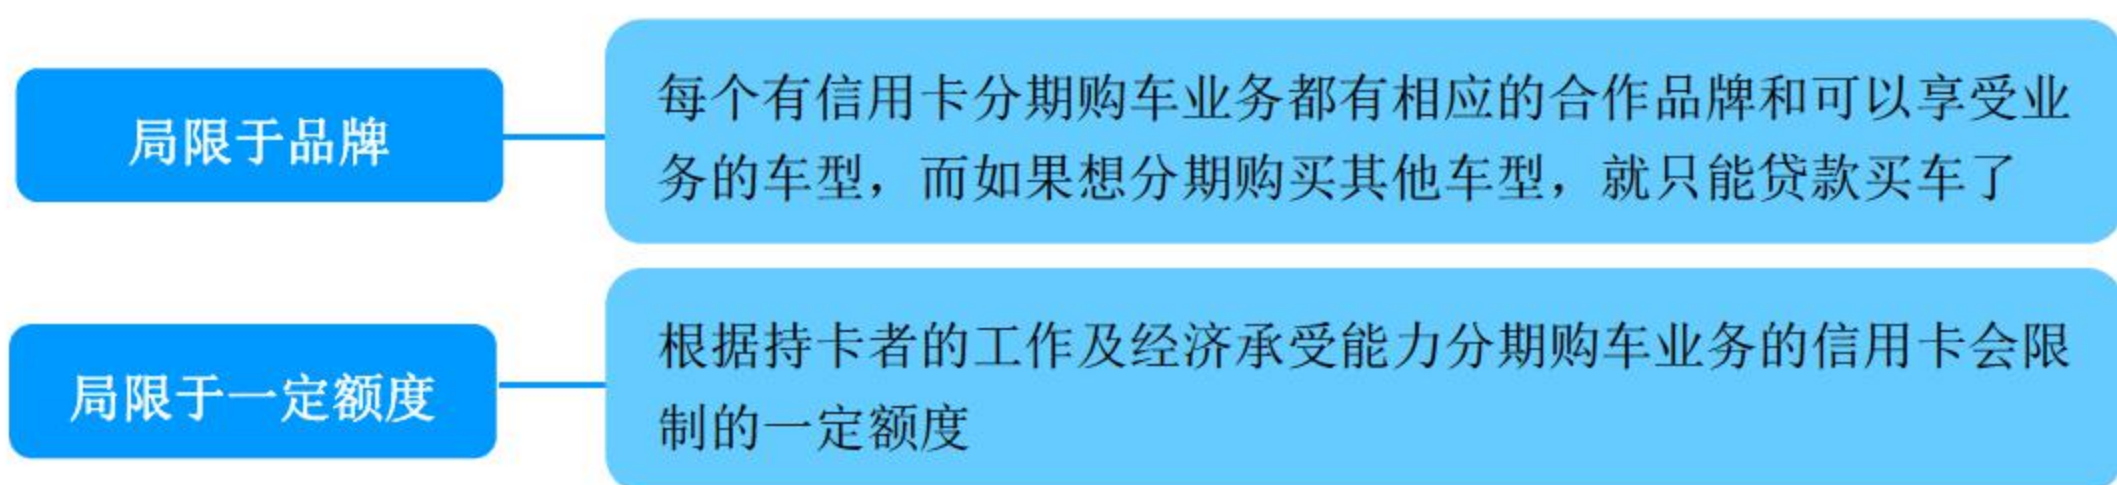 局限于品牌
每个有信用卡分期购车业务都有相应的合作品牌和可以享受业
务的车型，而如果想分期购买其他车型，就只能贷款买车了
局限于一定额度
根据持卡者的工作及经济承受能力分期购车业务的信用卡会限
制的一定额度